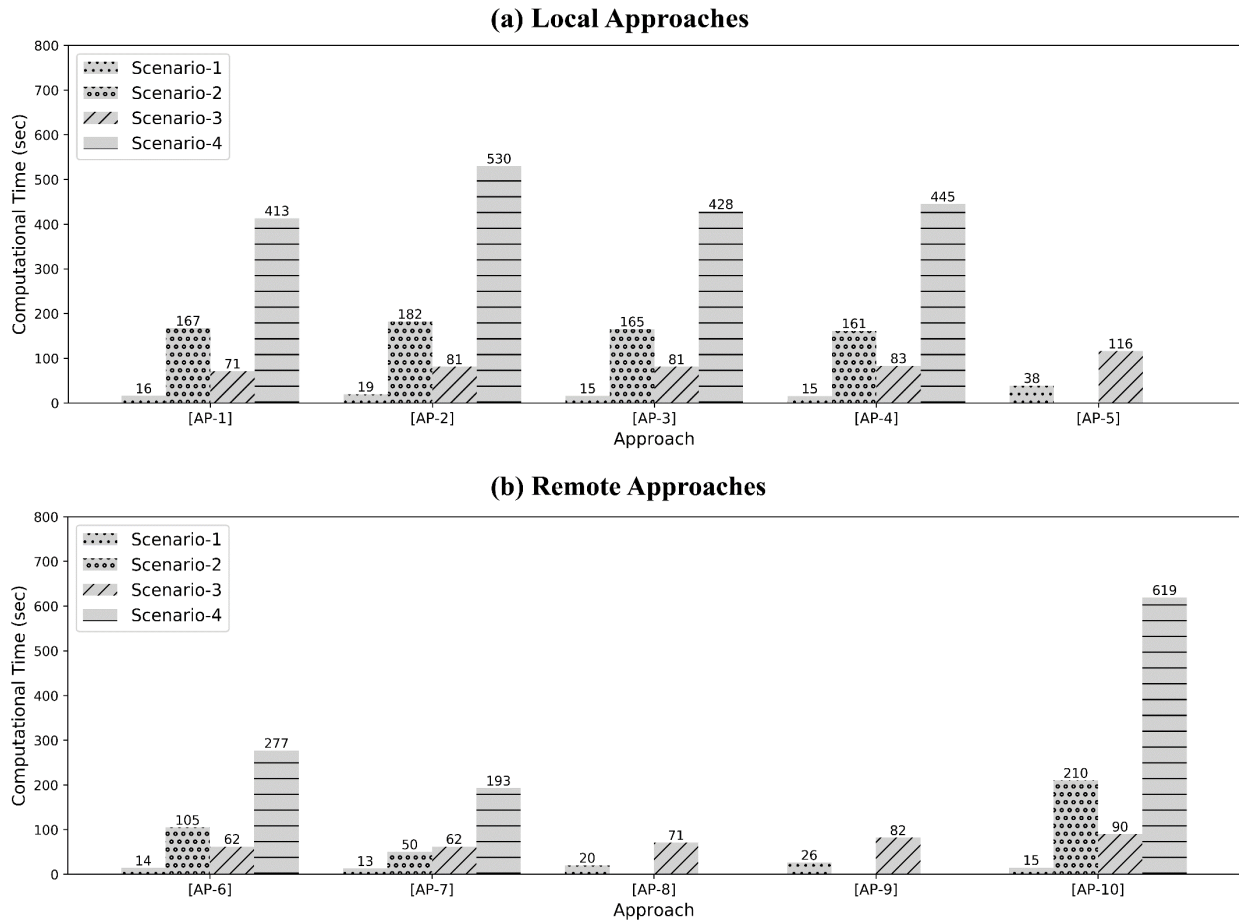 (a) Local Approaches
800
700
600
500
400
300
200
100
0
Computational Time (sec)
Scenario-1
Scenario-2
Scenario-3
Scenario-4
16
167
71
413
19
182
81
530
15
165
81
428
15
161
83
445
38
116
[AP-1]
[AP-2]
[AP-3]
[AP-4]
[AP-5]
Approach
(b) Remote Approaches
800
700
600
500
400
300
200
100
0
Computational Time (sec)
Scenario-1
Scenario-2
Scenario-3
Scenario-4
14
105
62
277
13
50
62
193
20
71
26
82
15
210
90
619
[AP-6]
[AP-7]
[AP-8]
[AP-9]
[AP-10]
Approach